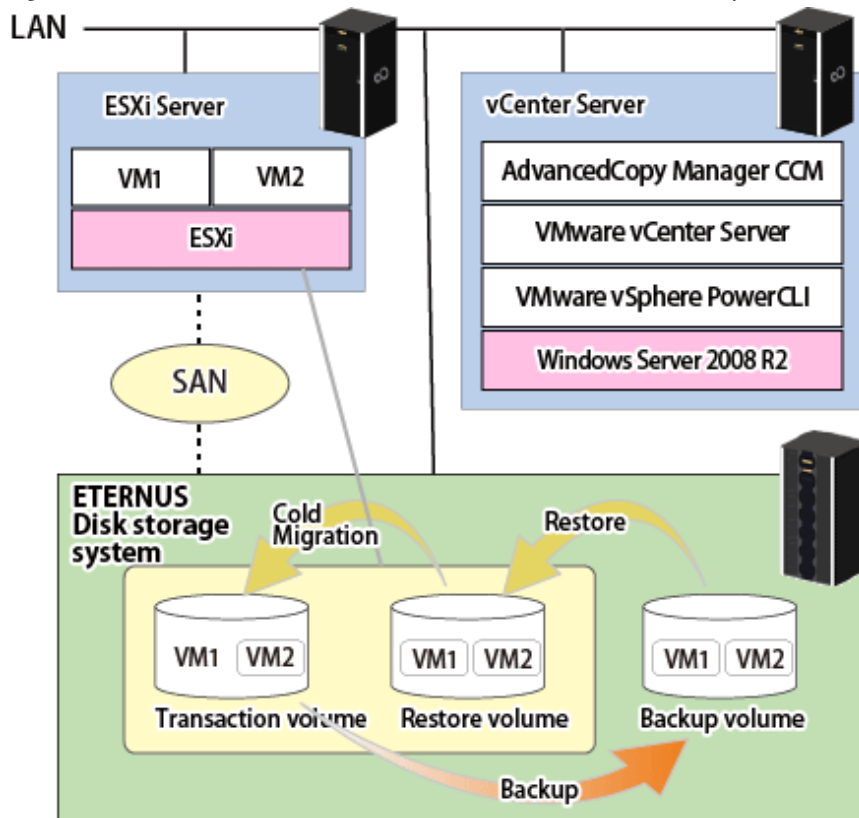 LAN
ESXi Server
VM1
VM2
ESXi
vCenter Server
AdvancedCopy Manager CCM
VMware vCenter Server
VMware vSphere PowerCLI
Windows Server 2008 R2
SAN
ETERNUS
Disk storage
system
Cold
Migration
Restore
VM1
VM2
Transaction volume
VM1
VM2
Restore volume
VM1
VM2
Backup volume
Backup